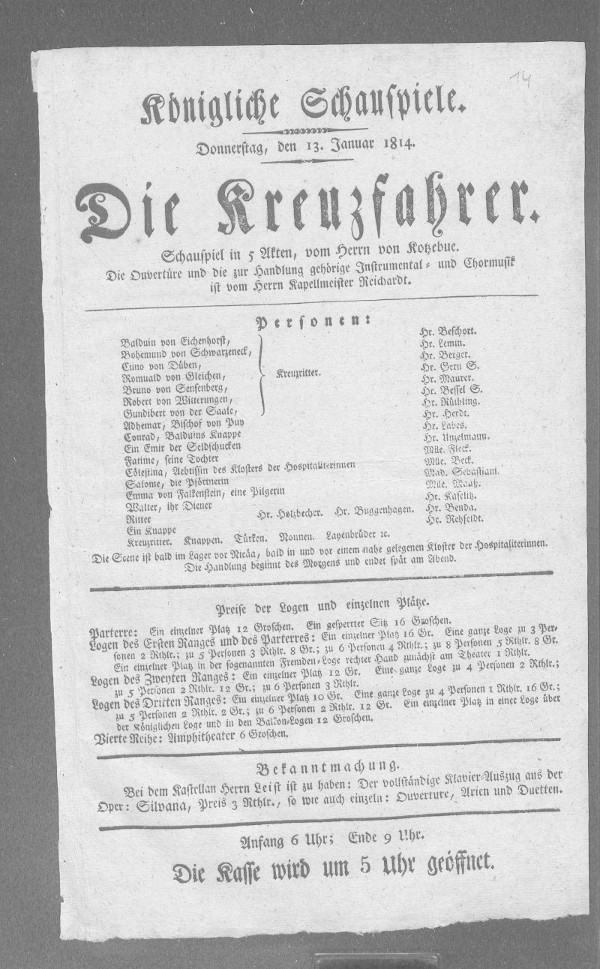 14
Königliche Schauspiele.
Donnerstag, den 13. Januar 1814.
Die Kreuzfahrer.
Schauspiel in 5 Akten, vom Herrn von Kotzebue.
Die Ouvertüre und die zur Handlung gehörige Instrumental- und Chormusik
ist vom Herrn Kapellmeister Reichardt.
Personen:
Balduin von Eichenhorst, Hr. Beschort.
Bohemund von Schwarzeneck, Hr. Lemm.
Cuno von Düben, Hr. Berger.
Romuald von Gleichen, Kreuzritter. Hr. Gern S.
Bruno von Senfenberg, Hr. Maurer.
Robert von Witterungen, Hr. Bessel S.
Gundibert von der Saale, Hr. Rüthling.
Adhemar, Bischof von Puy Hr. Herdt.
Conrad, Balduins Knappe Hr. Labes.
Ein Emir der Seldschucken Hr. Unzelmann.
Fatime, seine Tochter Mlle. Fleck.
Cölestina, Aebtissin des Klosters der Hospitaliterinnen Mlle. Beck.
Salome, die Pförtnerin Mad. Sebastiani.
Emma von Falkenstein, eine Pilgerin Mlle. Maaß.
Walter, ihr Diener Hr. Kaselitz.
Ritter Hr. Holzbecher. Hr. Buggenhagen. Hr. Benda.
Ein Knappe Hr. Rehfeldt.
Kreuzritter. Knappen. Türken. Nonnen. Layenbrüder ꝛc.
Die Scene ist bald im Lager vor Nicäa, bald in und vor einem nahe gelegenen Kloster der Hospitaliterinnen.
Die Handlung beginnt des Morgens und endet spät am Abend.
Preise der Logen und einzelnen Plätze.
Parterre: Ein einzelner Platz 12 Groschen. Ein gesperrter Sitz 16 Groschen.
Logen des Ersten Ranges und des Parterres: Ein einzelner Platz 16 Gr. Eine ganze Loge zu 3 Per-
sonen 2 Rthlr.; zu 5 Personen 3 Rthlr. 8 Gr.; zu 6 Personen 4 Rthlr.; zu 8 Personen 5 Rthlr. 8 Gr.
Ein einzelner Platz in der sogenannten Fremden-Loge rechter Hand zunächst am Theater 1 Rthlr.
Logen des Zweyten Ranges: Ein einzelner Platz 12 Gr. Eine ganze Loge zu 4 Personen 2 Rthlr.;
zu 5 Personen 2 Rthlr. 12 Gr.; zu 6 Personen 3 Rthlr.
Logen des Dritten Ranges: Ein einzelner Platz 10 Gr. Eine ganze Loge zu 4 Personen 1 Rthlr. 16 Gr.;
zu 5 Personen 2 Rthlr. 2 Gr.; zu 6 Personen 2 Rthlr. 12 Gr. Ein einzelner Platz in einer Loge über
der Königlichen Loge und in den Balkon-Logen 12 Groschen.
Vierte Reihe: Amphitheater 6 Groschen.
Bekanntmachung.
Bei dem Kastellan Herrn Leist ist zu haben: Der vollständige Klavier-Auszug aus der
Oper: Silvana, Preis 3 Rthlr., so wie auch einzeln: Ouverture, Arien und Duetten.
Anfang 6 Uhr; Ende 9 Uhr.
Die Kasse wird um 5 Uhr geöffnet.